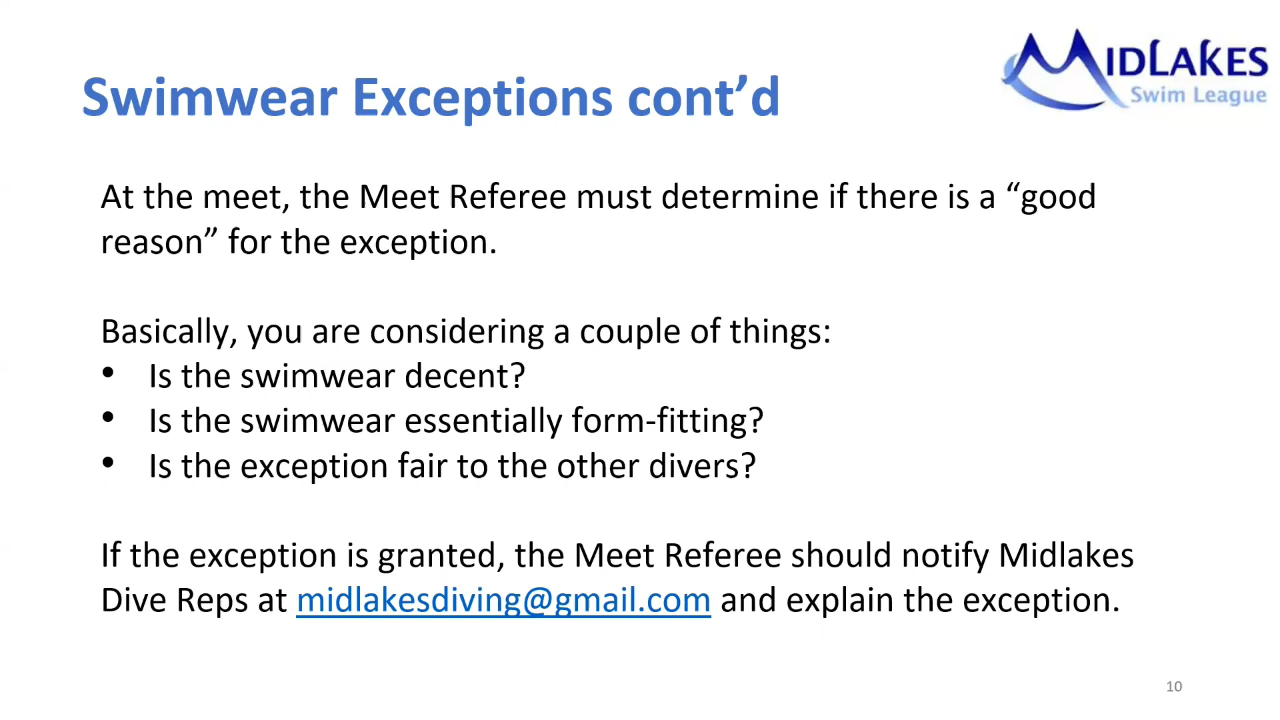 MIDLAKES
Swim League
Swimwear Exceptions cont’d
At the meet, the Meet Referee must determine if there is a “good
reason” for the exception.
Basically, you are considering a couple of things:
• Is the swimwear decent?
• Is the swimwear essentially form-fitting?
• Is the exception fair to the other divers?
If the exception is granted, the Meet Referee should notify Midlakes
Dive Reps at midlakesdiving@gmail.com and explain the exception.
10